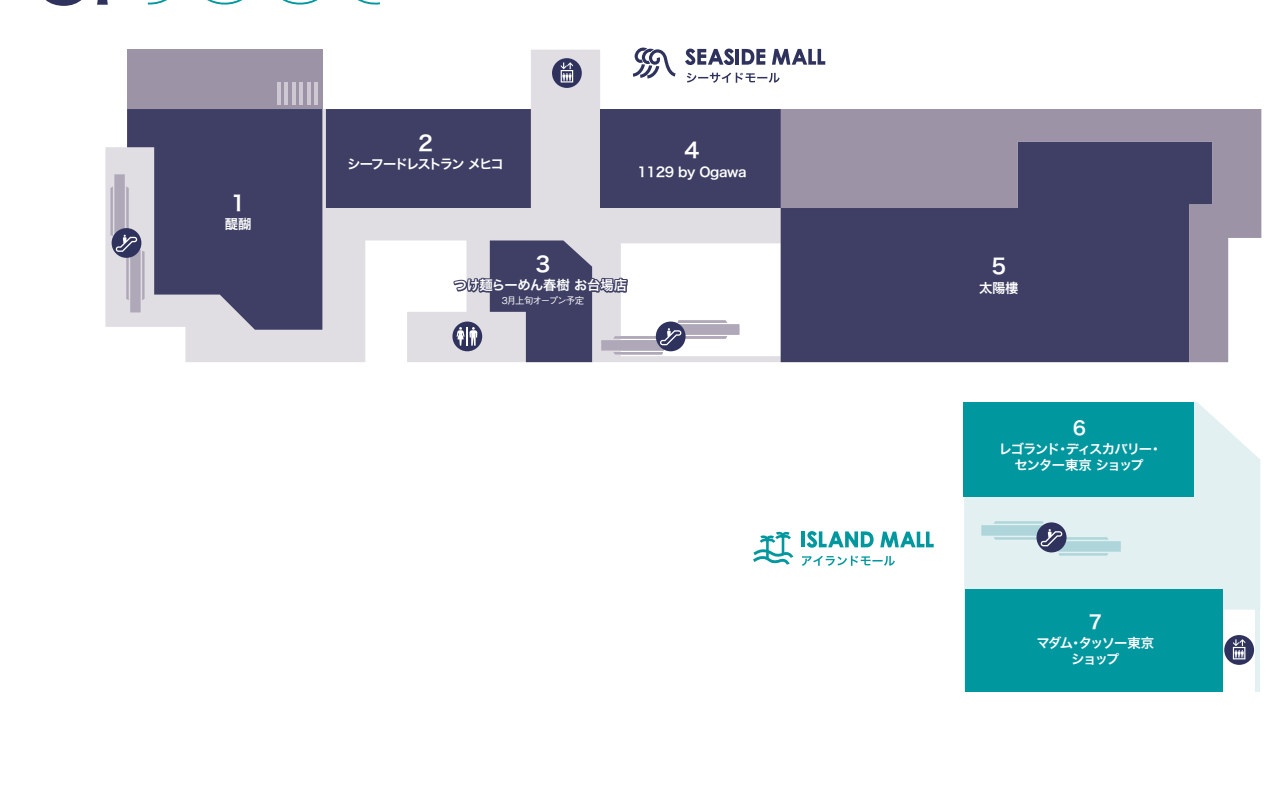 SEASIDE MALL
シーサイドモール
1
醍醐
2
シーフードレストラン メヒコ
3
つけ麺らーめん春樹 お台場店
3月上旬オープン予定
4
1129 by Ogawa
5
太陽樓
6
レゴランド・ディスカバリー・
センター東京 ショップ
ISLAND MALL
アイランドモール
7
マダム・タッソー東京
ショップ